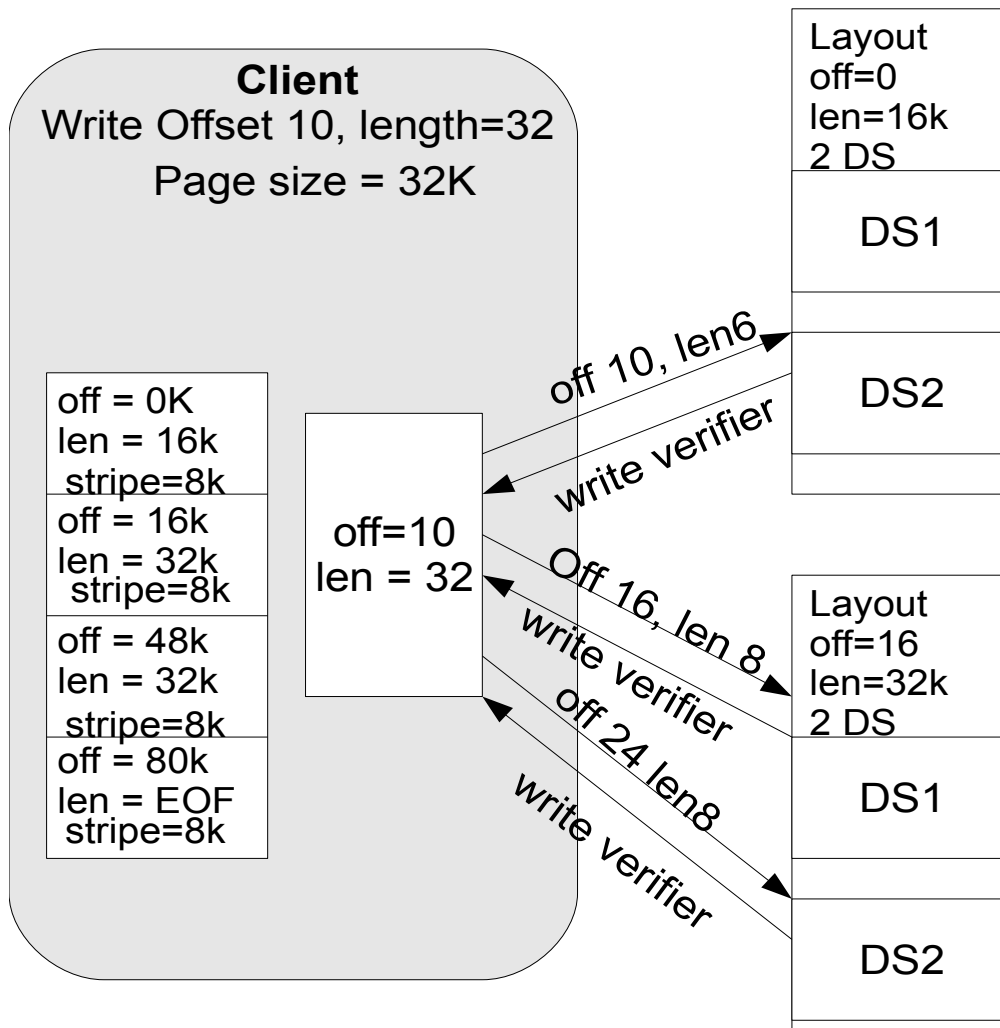 Client
Write Offset 10, length=32
Page size = 32K
off = 0K
len = 16k
stripe=8k
off = 16k
len = 32k
stripe=8k
off = 48k
len = 32k
stripe=8k
off = 80k
len = EOF
stripe=8k
off=10
len = 32
off 10, len6
write verifier
Off 16, len 8
write verifier
off 24 len8
write verifier
Layout
off=0
len=16k
2 DS
DS1
DS2
Layout
off=16
len=32k
2 DS
DS1
DS2